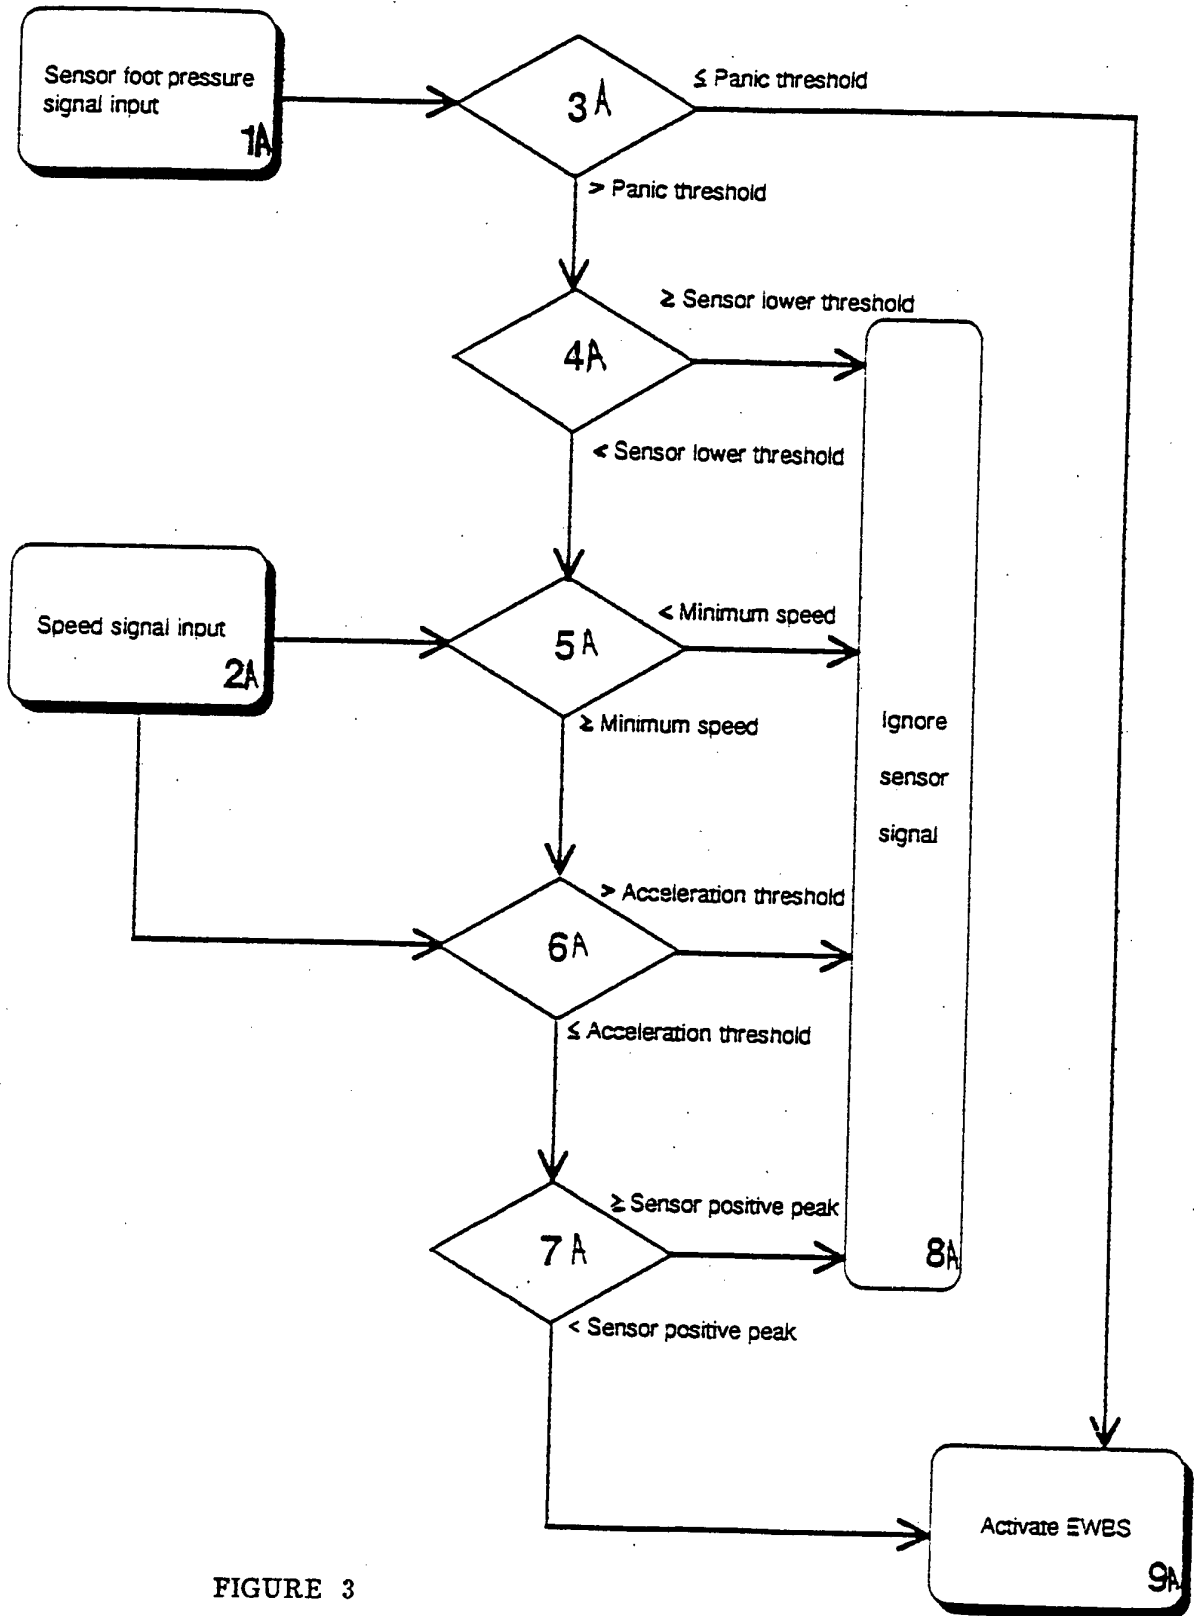 Sensor foot pressure
signal input
1A
3A
≤ Panic threshold
> Panic threshold
≥ Sensor lower threshold
4A
< Sensor lower threshold
Speed signal input
2A
5A
< Minimum speed
≥ Minimum speed
Ignore
sensor
signal
> Acceleration threshold
6A
≤ Acceleration threshold
≥ Sensor positive peak
7A
8A
< Sensor positive peak
Activate EWBS
9A
FIGURE 3